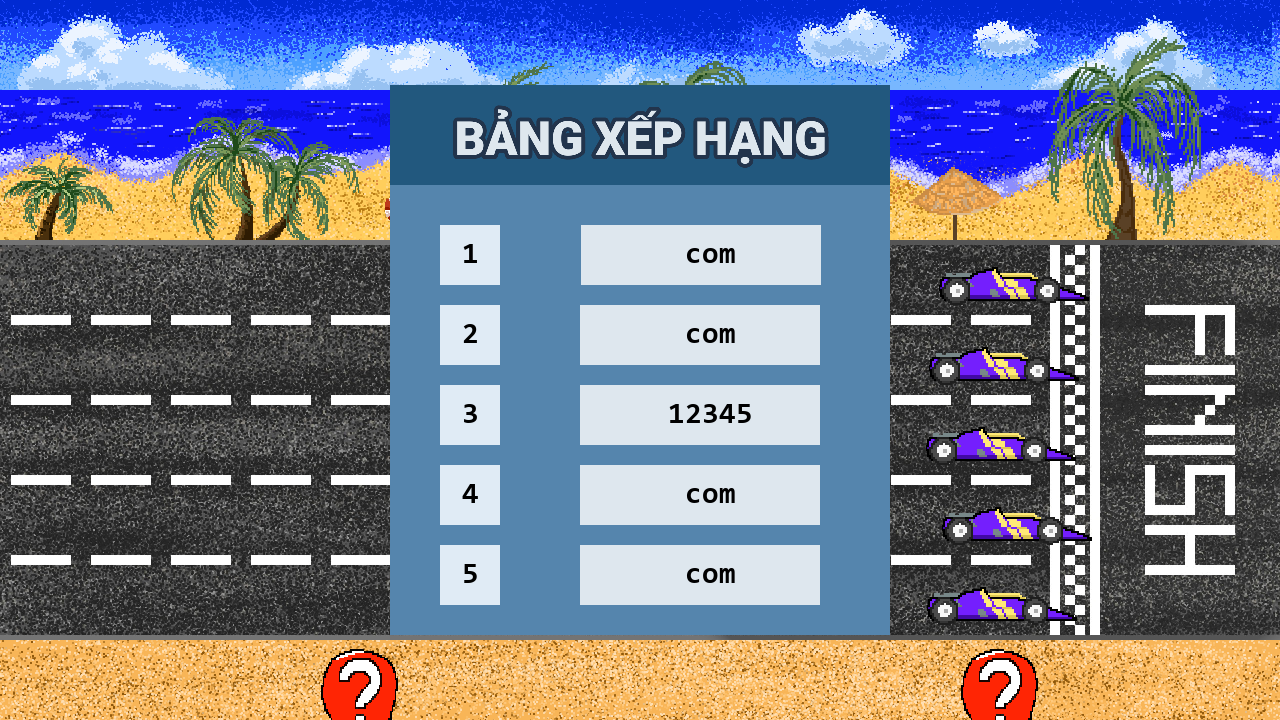 BẢNG XẾP HẠNG
1 com
2 com
3 12345
4 com
5 com
FINISH
?
?